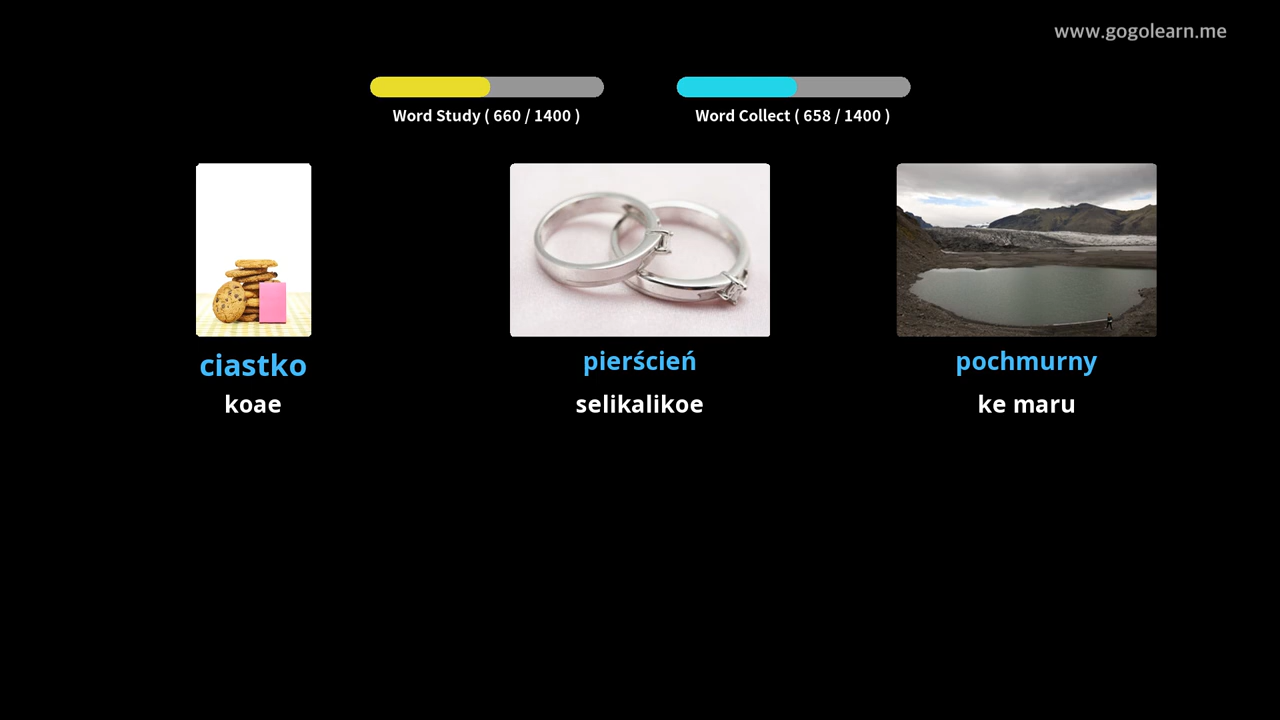 www.gogolearn.me
Word Study ( 660 / 1400 )
Word Collect ( 658 / 1400 )
ciastko
koae
pierścień
selikalikoe
pochmurny
ke maru